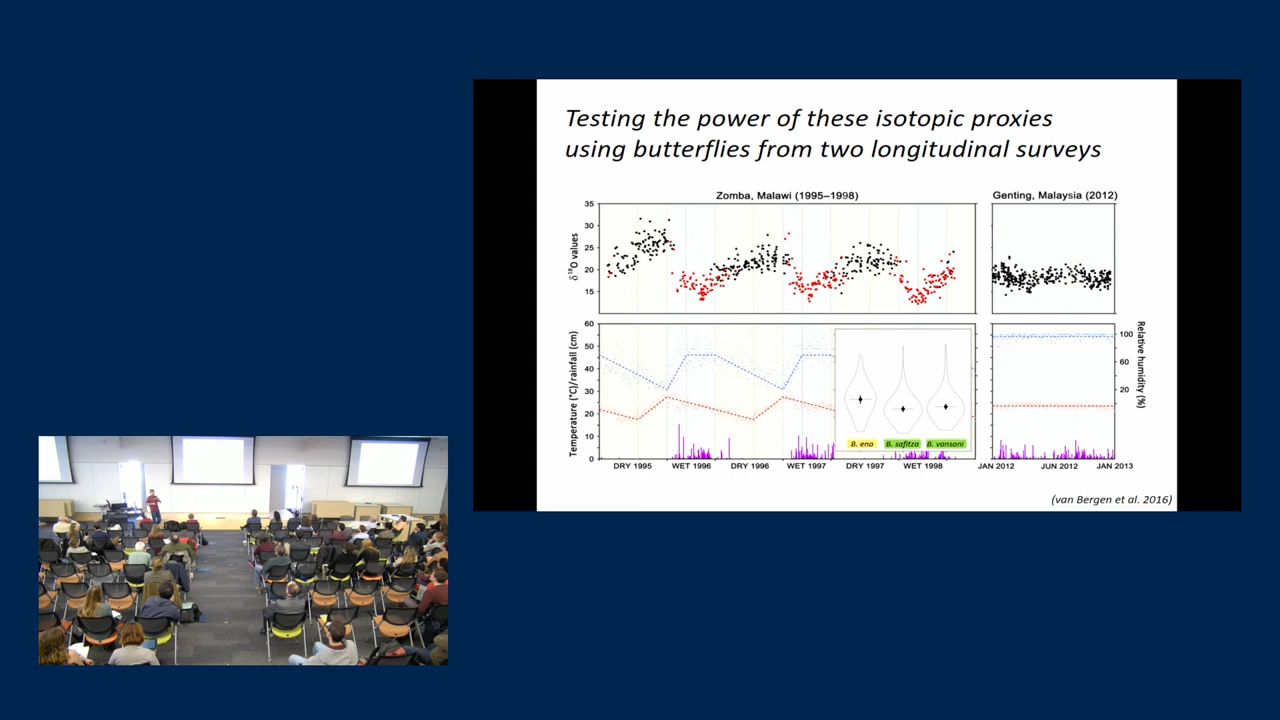 Testing the power of these isotopic proxies
using butterflies from two longitudinal surveys
Zomba, Malawi (1995–1998)
Genting, Malaysia (2012)
δ18O values
35
30
25
20
15
Temperature (°C)/rainfall (cm)
60
50
40
30
20
10
0
Relative humidity (%)
100
60
20
B. ena
B. safitza
B. vansoni
DRY 1995
WET 1996
DRY 1996
WET 1997
DRY 1997
WET 1998
JAN 2012
JUN 2012
JAN 2013
(van Bergen et al. 2016)